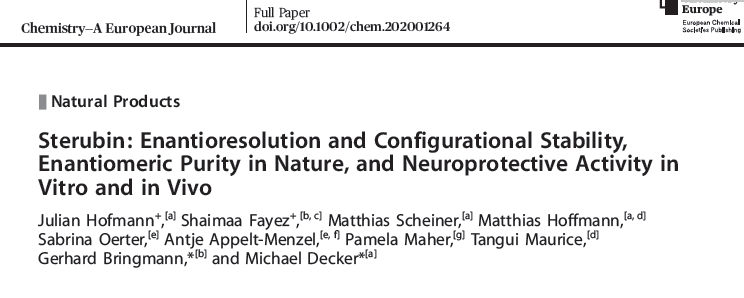 Full Paper
Chemistry—A European Journal
doi.org/10.1002/chem.202001264
Europe
European Chemical
Societies Publishing
Natural Products
Sterubin: Enantioresolution and Configurational Stability,
Enantiomeric Purity in Nature, and Neuroprotective Activity in
Vitro and in Vivo
Julian Hofmann+,[a] Shaimaa Fayez+,[b, c] Matthias Scheiner,[a] Matthias Hoffmann,[a, d]
Sabrina Oerter,[e] Antje Appelt-Menzel,[e, f] Pamela Maher,[g] Tangui Maurice,[d]
Gerhard Bringmann,*[b] and Michael Decker*[a]